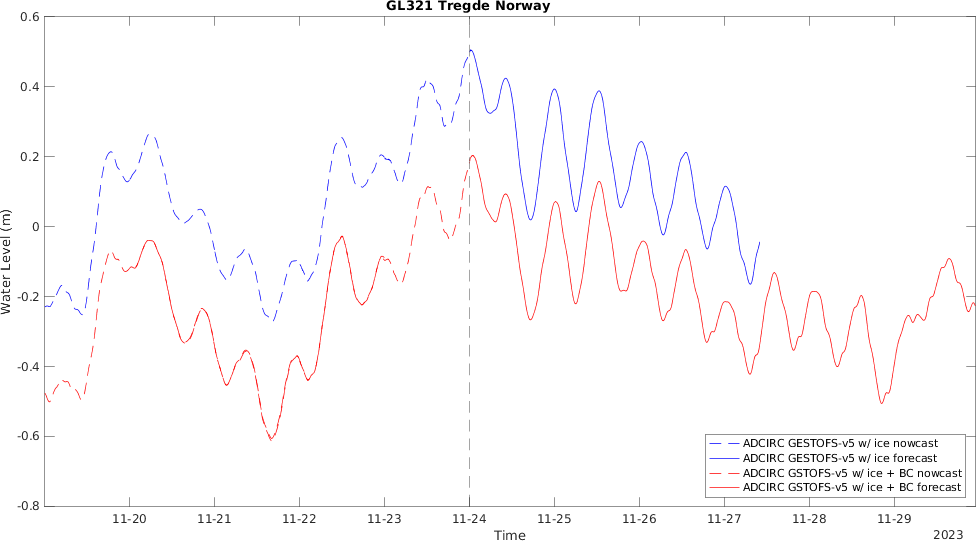 GL321 Tregde Norway
0.6
0.4
0.2
0
-0.2
-0.4
-0.6
-0.8
Water Level (m)
ADCIRC GESTOFS-v5 w/ ice nowcast
ADCIRC GESTOFS-v5 w/ ice forecast
ADCIRC GSTOFS-v5 w/ ice + BC nowcast
ADCIRC GSTOFS-v5 w/ ice + BC forecast
11-20 11-21 11-22 11-23 11-24 11-25 11-26 11-27 11-28 11-29
Time
2023